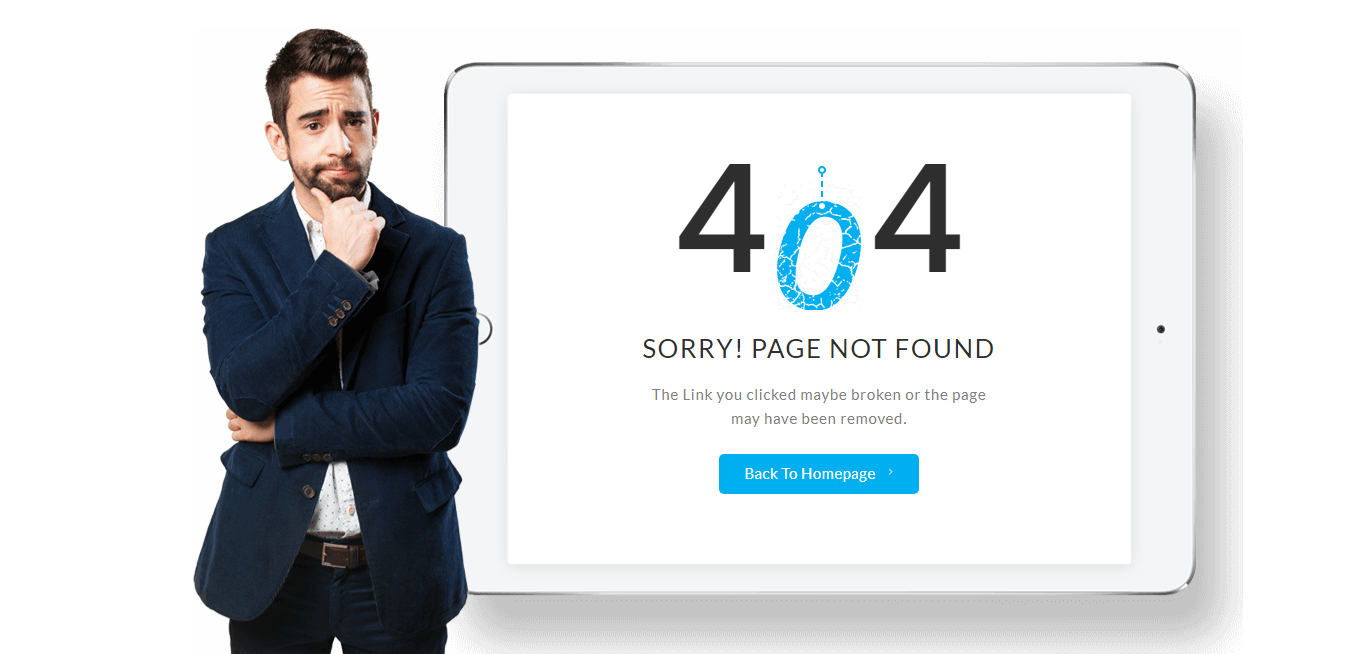 404
SORRY! PAGE NOT FOUND
The Link you clicked maybe broken or the page
may have been removed.
Back To Homepage